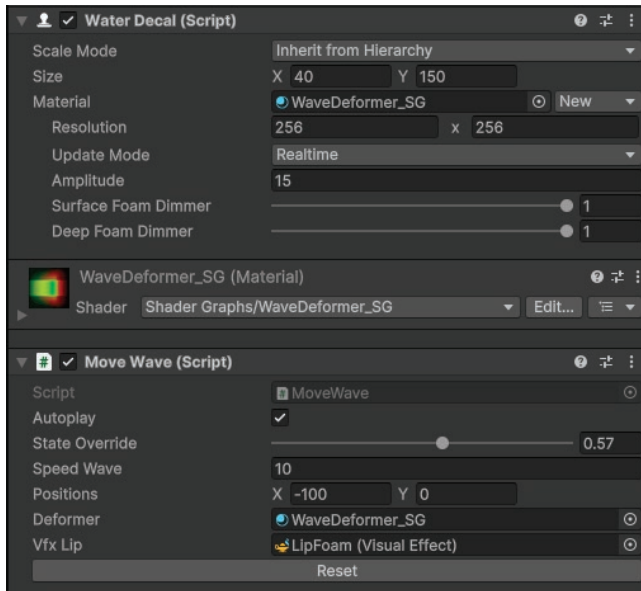 Water Decal (Script)
Scale Mode Inherit from Hierarchy
Size X 40 Y 150
Material WaveDeformer_SG New
Resolution 256 x 256
Update Mode Realtime
Amplitude 15
Surface Foam Dimmer 1
Deep Foam Dimmer 1
WaveDeformer_SG (Material)
Shader Shader Graphs/WaveDeformer_SG Edit...
# Move Wave (Script)
Script # MoveWave
Autoplay
State Override 0.57
Speed Wave 10
Positions X -100 Y 0
Deformer WaveDeformer_SG
Vfx Lip LipFoam (Visual Effect)
Reset